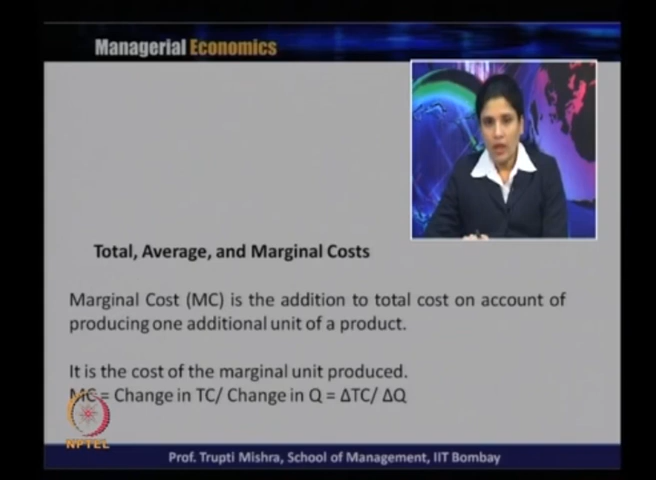 Managerial Economics
Total, Average, and Marginal Costs
Marginal Cost (MC) is the addition to total cost on account of
producing one additional unit of a product.
It is the cost of the marginal unit produced.
MC = Change in TC/ Change in Q = ΔTC/ ΔQ
NPTEL
Prof. Trupti Mishra, School of Management, IIT Bombay